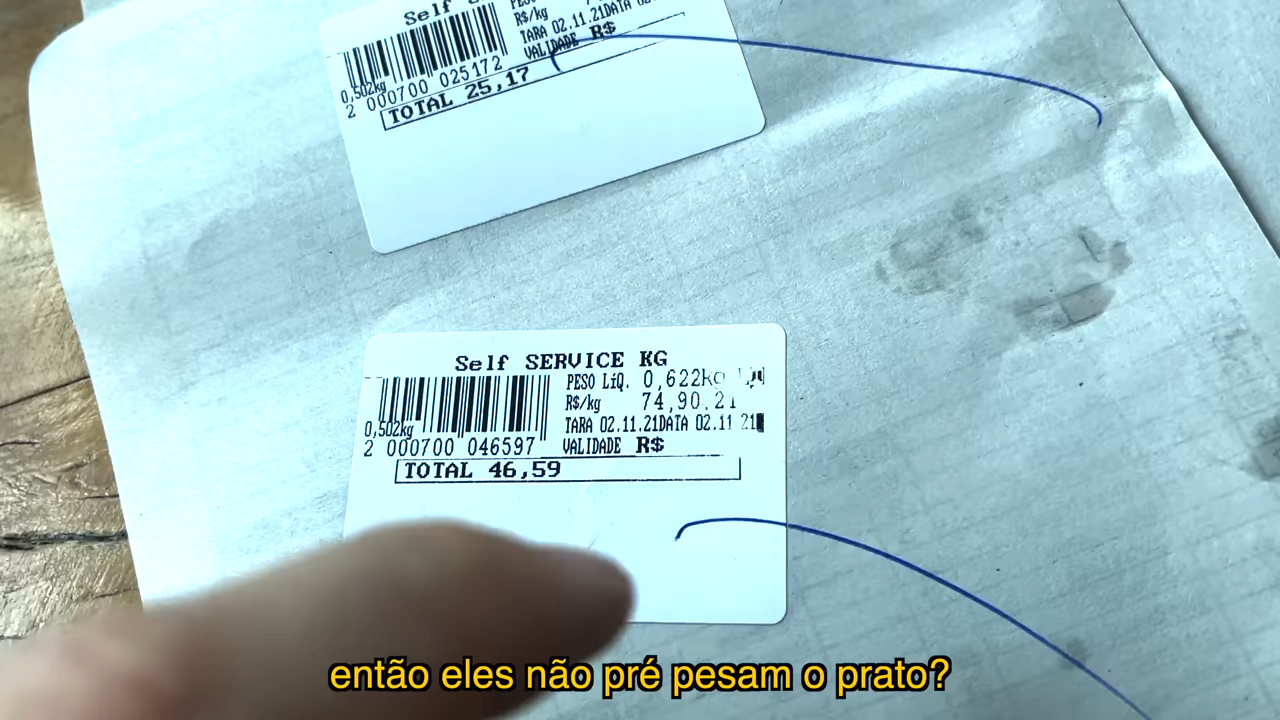 Self
R$/kg
TARA 02.11.21DATA 02
VALIDADE R$
0,502kg
2 000700 025172
TOTAL 25,17
Self SERVICE KG
PESO LíQ. 0,622kg
R$/kg 74,90.21
TARA 02.11.21DATA 02.11 21
0,502kg
2 000700 046597 VALIDADE R$
TOTAL 46,59
então eles não pré pesam o prato?